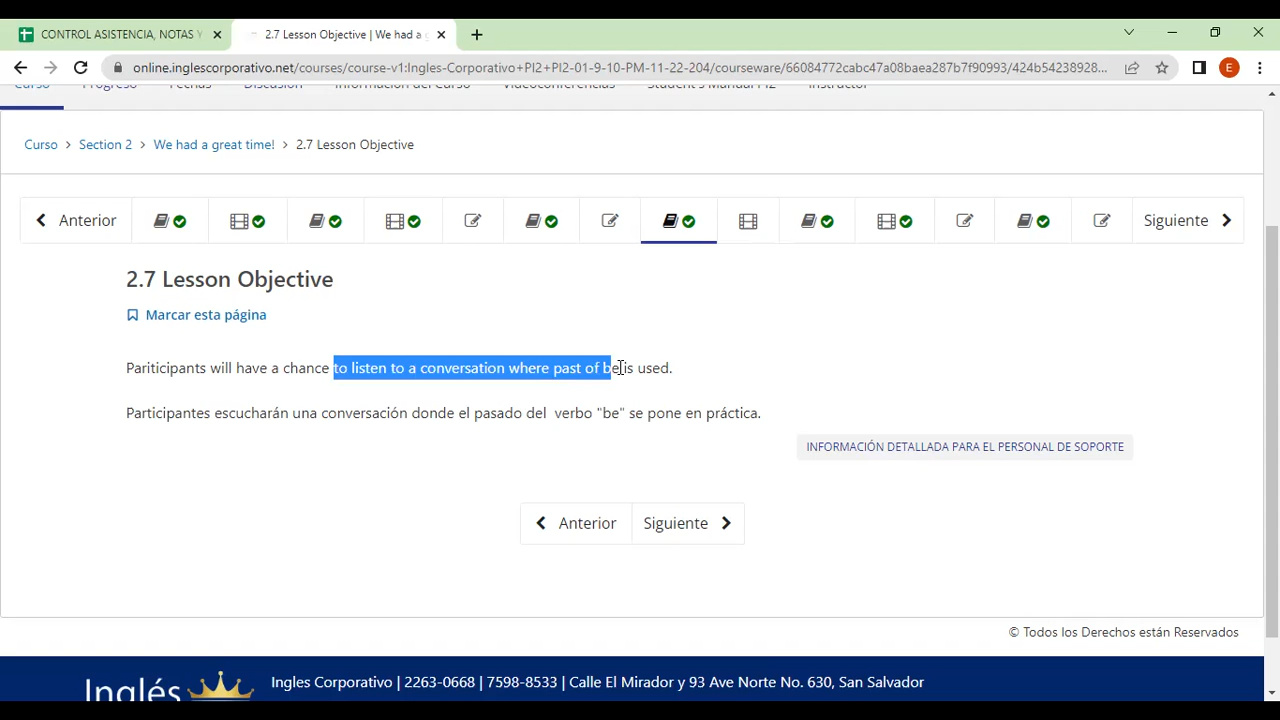 CONTROL ASISTENCIA, NOTAS Y
2.7 Lesson Objective | We had a g
online.inglescorporativo.net/courses/course-v1:Ingles-Corporativo+PI2+PI2-01-9-10-PM-11-22-204/courseware/66084772cabc47a08baea287b7f90993/424b54238928...
E
Curso Progreso Fechas Discusión Información del Curso Videoconferencias Student's Manual PI2 Instructor
Curso > Section 2 > We had a great time! > 2.7 Lesson Objective
Anterior
Siguiente
2.7 Lesson Objective
Marcar esta página
Pariticipants will have a chance to listen to a conversation where past of be is used.
Participantes escucharán una conversación donde el pasado del verbo "be" se pone en práctica.
INFORMACIÓN DETALLADA PARA EL PERSONAL DE SOPORTE
Anterior
Siguiente
© Todos los Derechos están Reservados
Inglés
Ingles Corporativo | 2263-0668 | 7598-8533 | Calle El Mirador y 93 Ave Norte No. 630, San Salvador